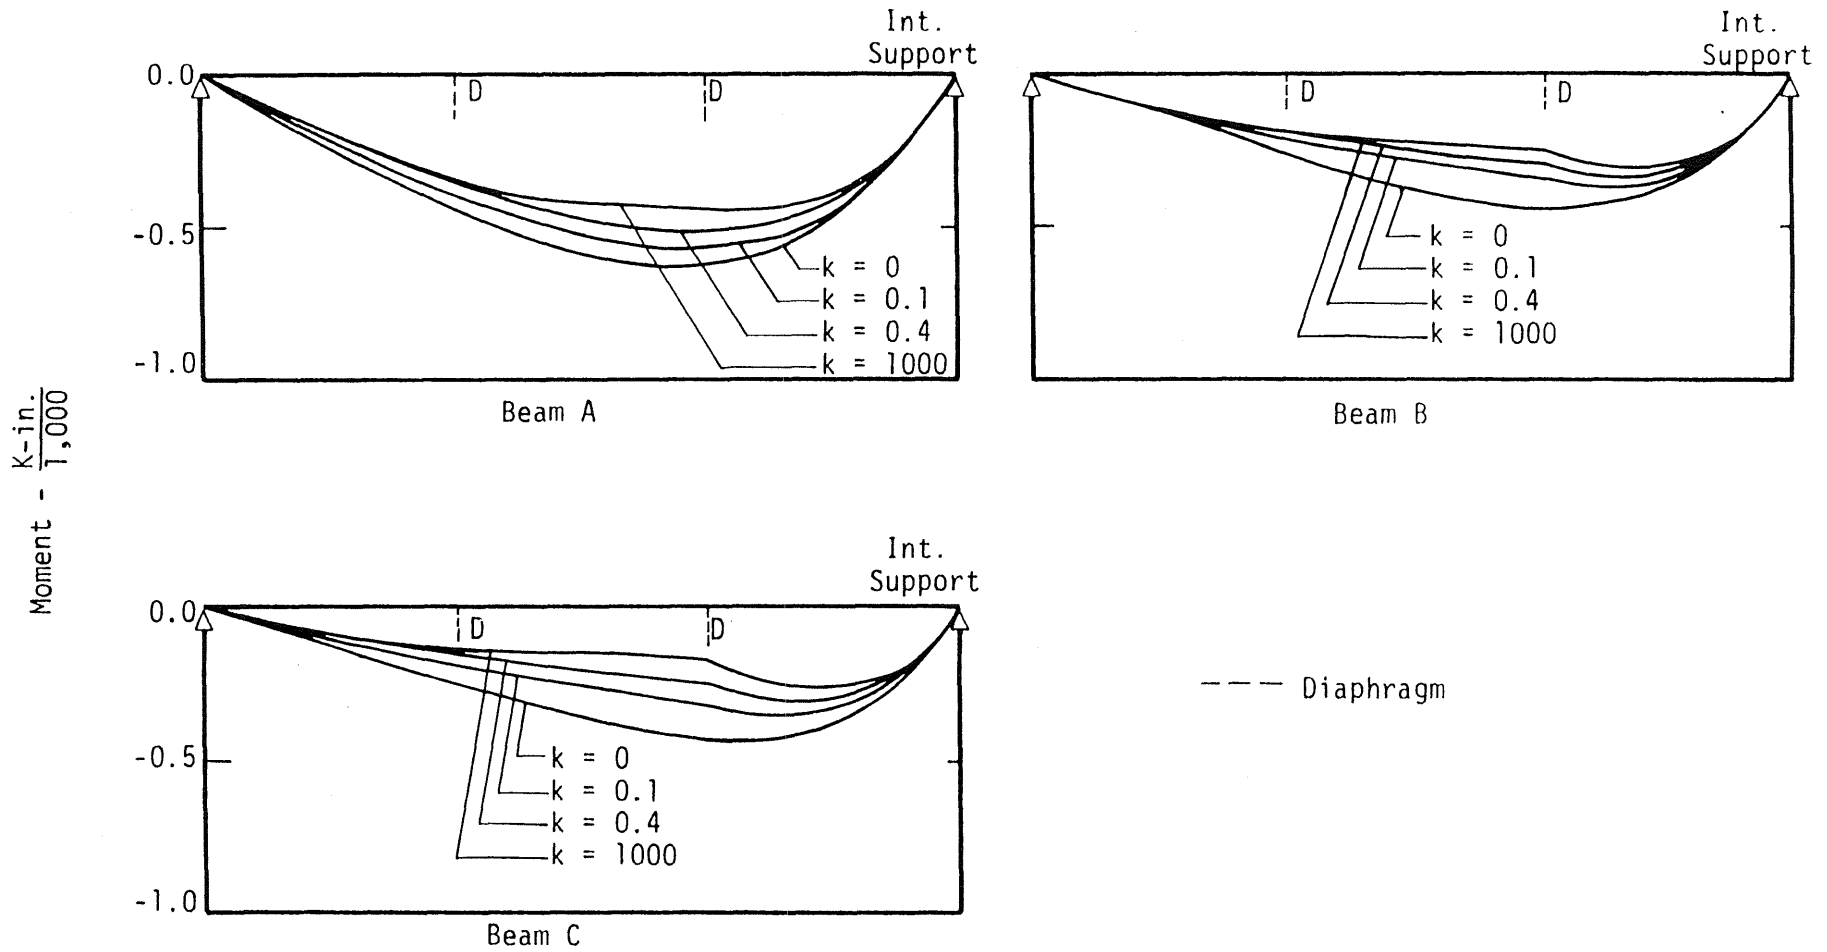 Int.
Support
0.0
D
D
-0.5
k = 0
k = 0.1
k = 0.4
k = 1000
-1.0
Beam A
Int.
Support
D
D
k = 0
k = 0.1
k = 0.4
k = 1000
Beam B
Moment - K-in.
1,000
Int.
Support
0.0
D
D
-0.5
k = 0
k = 0.1
k = 0.4
k = 1000
-1.0
Beam C
--- Diaphragm